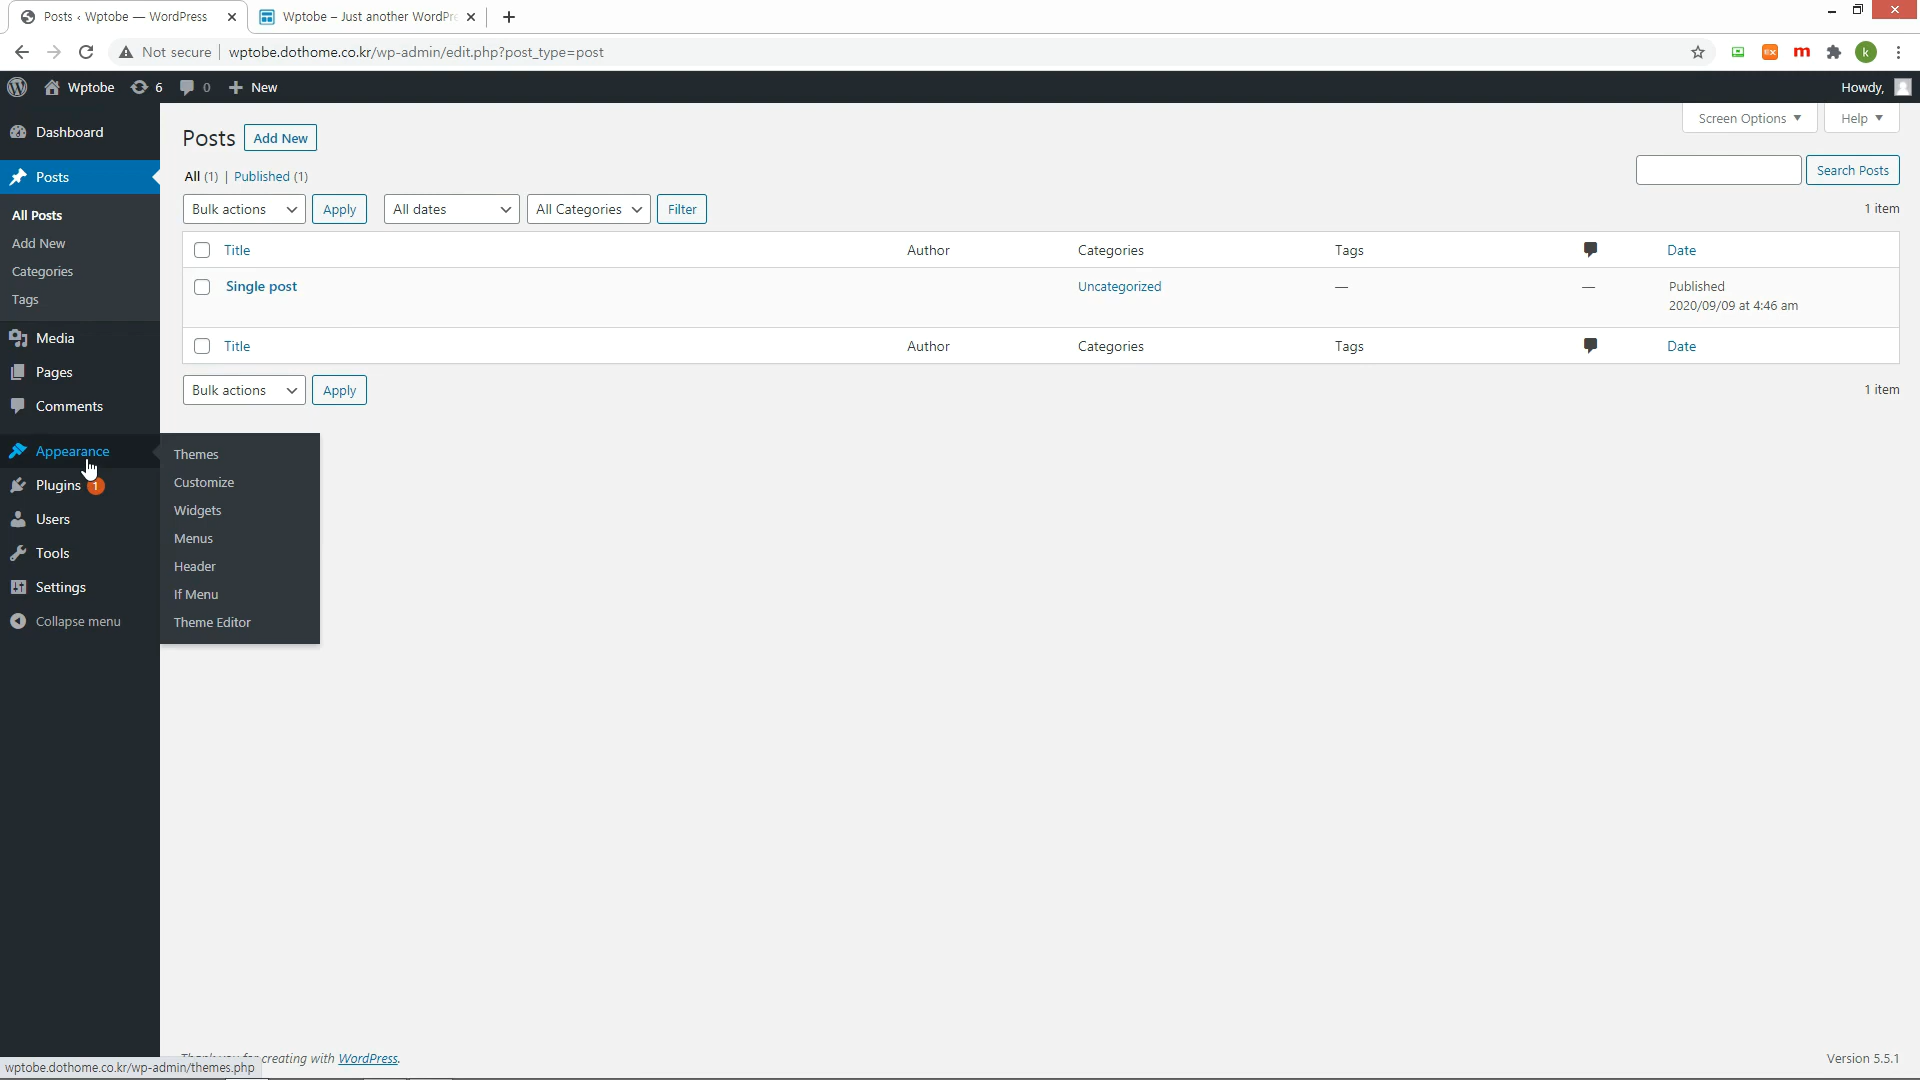 Posts ‹ Wptobe — WordPress
Wptobe – Just another WordPre
Not secure
wptobe.dothome.co.kr/wp-admin/edit.php?post_type=post
Wptobe
6
0
New
Howdy,
Dashboard
Posts
All Posts
Add New
Categories
Tags
Media
Pages
Comments
Appearance
Plugins 1
Users
Tools
Settings
Collapse menu
Themes
Customize
Widgets
Menus
Header
If Menu
Theme Editor
Screen Options
Help
Posts
Add New
All (1) | Published (1)
Search Posts
Bulk actions
Apply
All dates
All Categories
Filter
1 item
Title Author Categories Tags Date
Single post
Uncategorized
—
—
Published
2020/09/09 at 4:46 am
Title Author Categories Tags Date
Bulk actions
Apply
1 item
creating with WordPress.
Version 5.5.1
wptobe.dothome.co.kr/wp-admin/themes.php